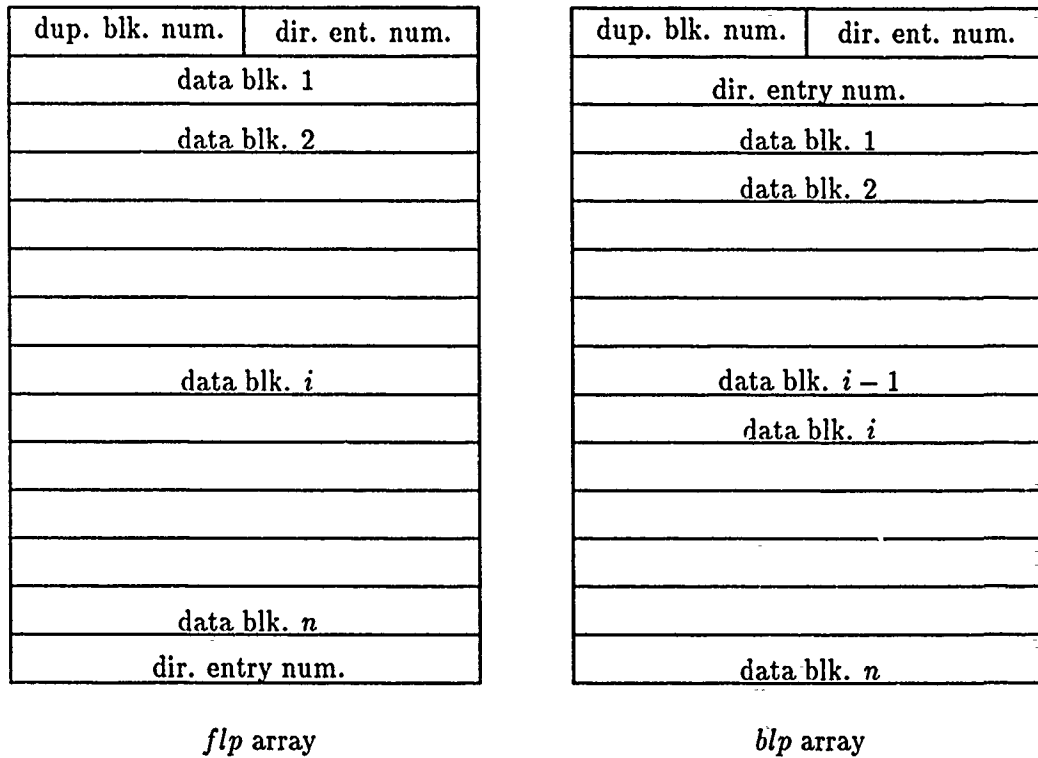 dup. blk. num. dir. ent. num.
data blk. 1
data blk. 2
data blk. i
data blk. n
dir. entry num.
flp array
dup. blk. num. dir. ent. num.
dir. entry num.
data blk. 1
data blk. 2
data blk. i − 1
data blk. i
data blk. n
blp array